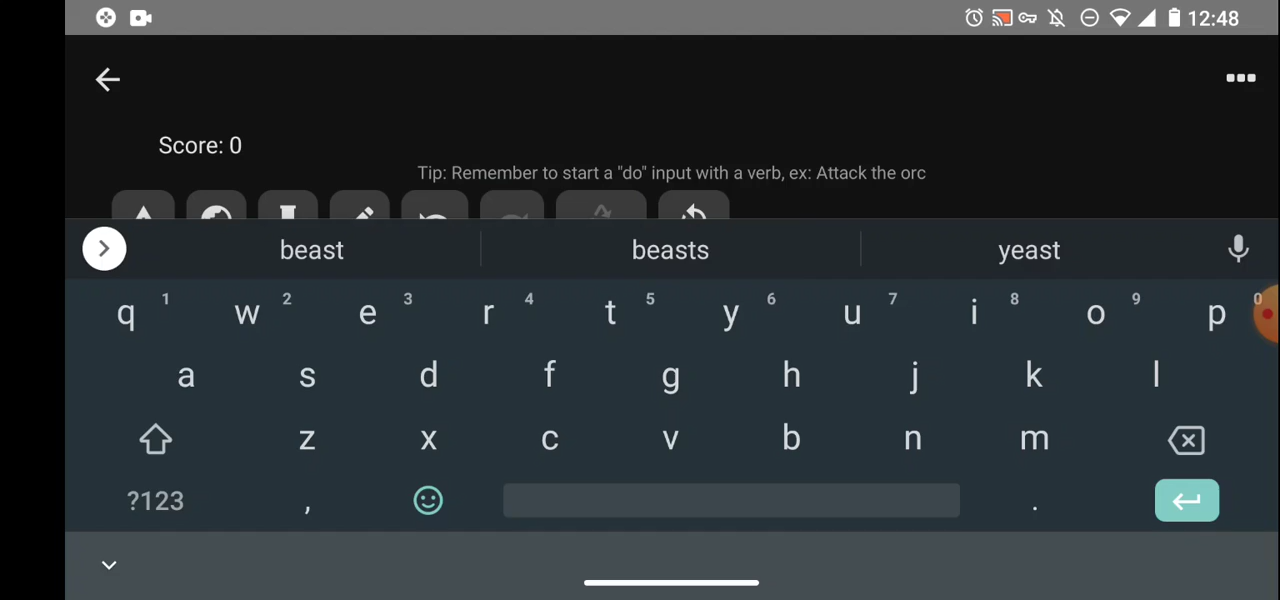 12:48
Score: 0
Tip: Remember to start a "do" input with a verb, ex: Attack the orc
beast beasts yeast
q 1 w 2 e 3 r 4 t 5 y 6 u 7 i 8 o 9 p 0
a s d f g h j k l
z x c v b n m
?123 , .